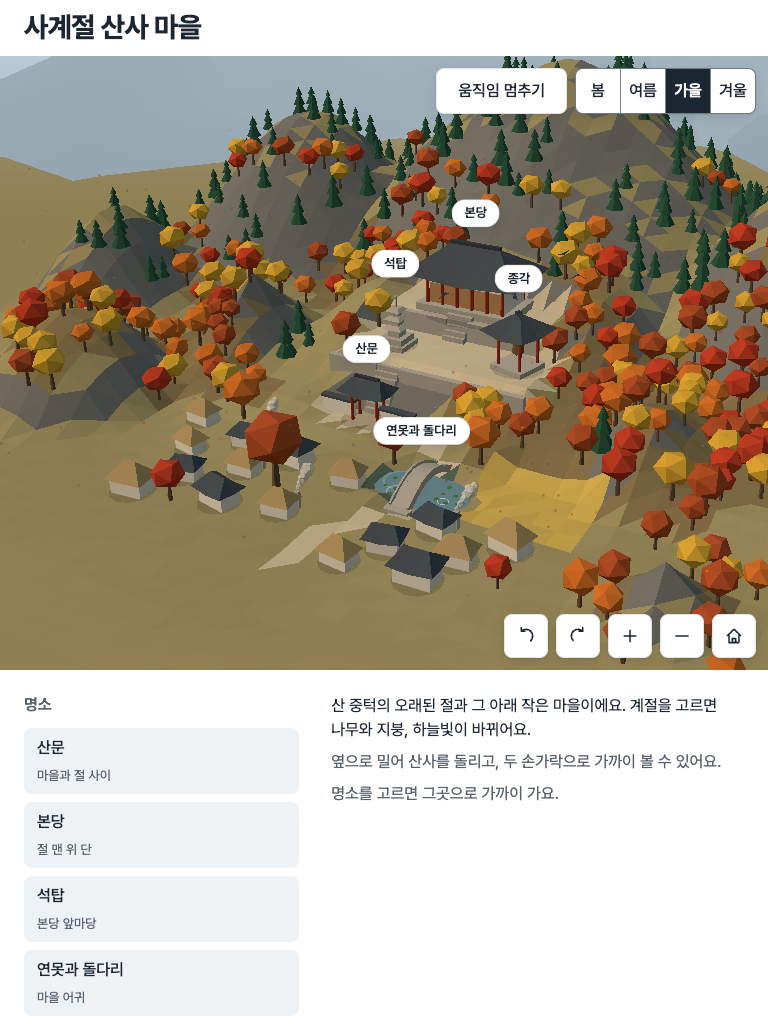 사계절 산사 마을
움직임 멈추기
봄
여름
가을
겨울
본당
석탑
종각
산문
연못과 돌다리
명소
산문
마을과 절 사이
본당
절 맨 위 단
석탑
본당 앞마당
연못과 돌다리
마을 어귀
산 중턱의 오래된 절과 그 아래 작은 마을이에요. 계절을 고르면
나무와 지붕, 하늘빛이 바뀌어요.
옆으로 밀어 산사를 돌리고, 두 손가락으로 가까이 볼 수 있어요.
명소를 고르면 그곳으로 가까이 가요.